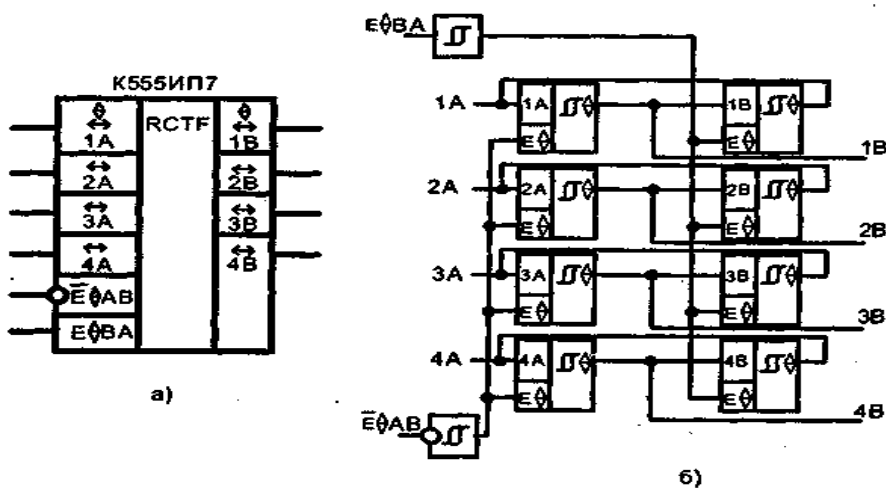 К555ИП7
RCTF
1A
1B
2A
2B
3A
3B
4A
4B
E̅◊AB
E◊BA
а)
E◊BA
1A
1A
E◊
1B
E◊
1B
2A
2A
E◊
2B
E◊
2B
3A
3A
E◊
3B
E◊
3B
4A
4A
E◊
4B
E◊
4B
E̅◊AB
б)